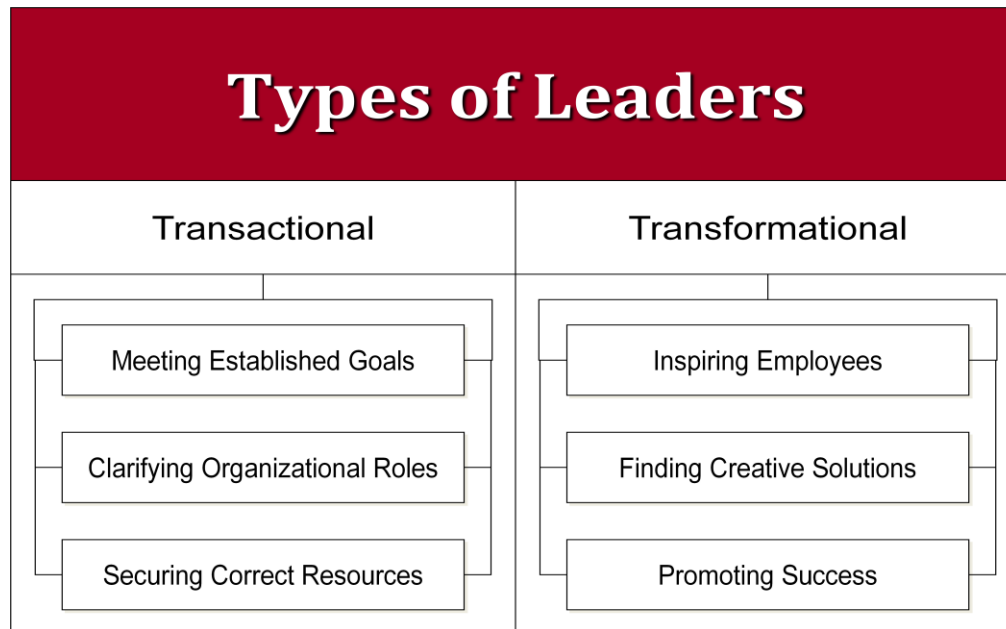 Types of Leaders
Transactional
Meeting Established Goals
Clarifying Organizational Roles
Securing Correct Resources
Transformational
Inspiring Employees
Finding Creative Solutions
Promoting Success